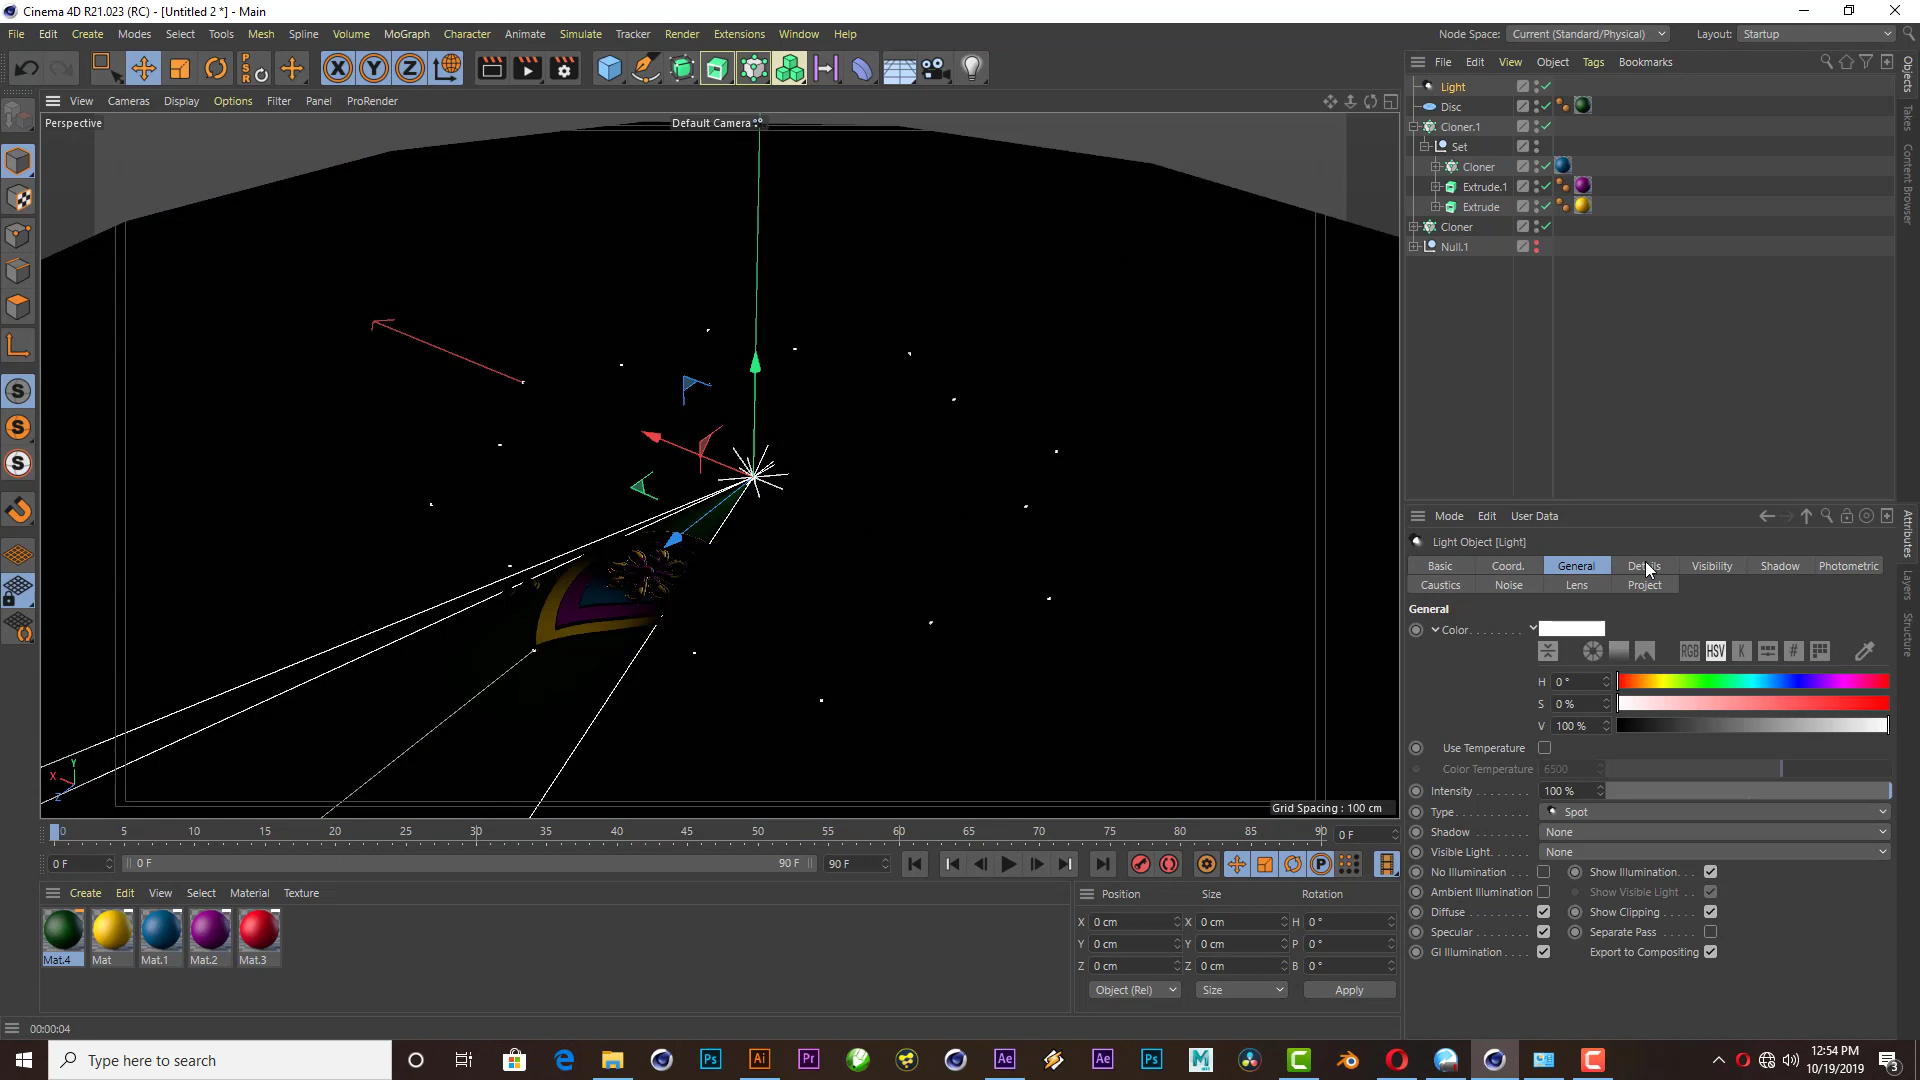 Cinema 4D R21.023 (RC) - [Untitled 2 *] - Main
File Edit Create Modes Select Tools Mesh Spline Volume MoGraph Character Animate Simulate Tracker Render Extensions Window Help
Node Space: Current (Standard/Physical) Layout: Startup
View Cameras Display Options Filter Panel ProRender
File Edit View Object Tags Bookmarks
Perspective
Default Camera
Light
Disc
Cloner.1
Set
Cloner
Extrude.1
Extrude
Cloner
Null.1
Objects
Takes
Content Browser
Mode Edit User Data
Light Object [Light]
Basic Coord. General Details Visibility Shadow Photometric
Caustics Noise Lens Project
Attributes
Layers
Structure
General
Color
RGB HSV K #
H 0 °
S 0 %
V 100 %
Use Temperature
Color Temperature 6500
Intensity 100 %
Type Spot
Shadow None
Visible Light None
No Illumination Show Illumination
Ambient Illumination Show Visible Light
Diffuse Show Clipping
Specular Separate Pass
GI Illumination Export to Compositing
Grid Spacing : 100 cm
0 5 10 15 20 25 30 35 40 45 50 55 60 65 70 75 80 85 90 0 F
0 F 0 F 90 F 90 F
Create Edit View Select Material Texture
Mat.4 Mat Mat.1 Mat.2 Mat.3
Position Size Rotation
X 0 cm X 0 cm H 0 °
Y 0 cm Y 0 cm P 0 °
Z 0 cm Z 0 cm B 0 °
Object (Rel) Size Apply
00:00:04
Type here to search
12:54 PM
10/19/2019